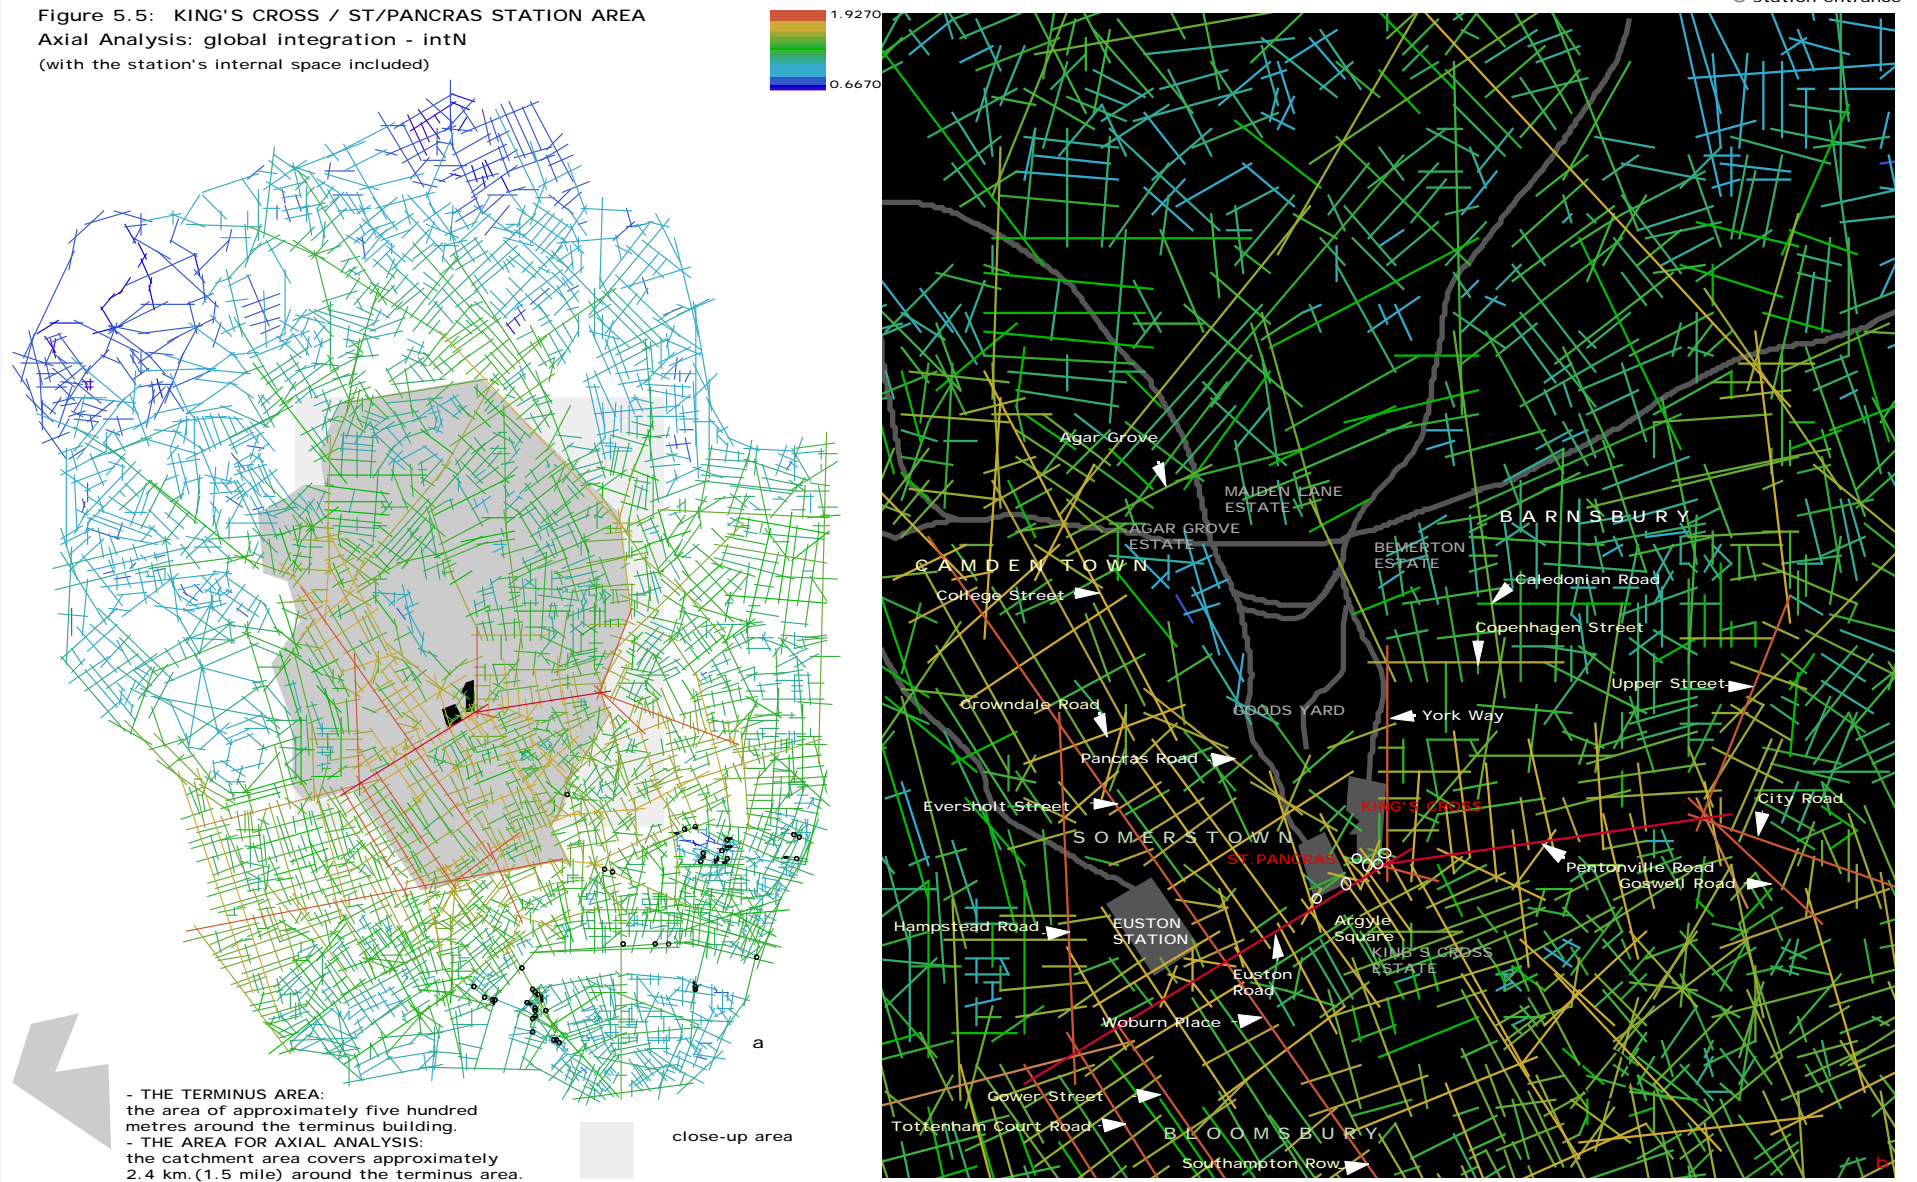 Figure 5.5:  KING'S CROSS / ST/PANCRAS STATION AREA
Axial Analysis: global integration - intN
(with the station's internal space included)
1.9270
0.6670
station entrance
Agar Grove
MAIDEN LANE
ESTATE
AGAR GROVE
ESTATE
BARNSBURY
BEMERTON
ESTATE
CAMDEN TOWN
Caledonian Road
College Street
Copenhagen Street
Upper Street
Crowndale Road
GOODS YARD
York Way
Pancras Road
Eversholt Street
KING'S CROSS
City Road
SOMERSTOWN
ST.PANCRAS
Pentonville Road
Goswell Road
Hampstead Road
EUSTON
STATION
Argyle
Square
KING'S CROSS
ESTATE
Euston
Road
Woburn Place
Gower Street
Tottenham Court Road
BLOOMSBURY
Southampton Row
a
b
- THE TERMINUS AREA:
the area of approximately five hundred
metres around the terminus building.
- THE AREA FOR AXIAL ANALYSIS:
the catchment area covers approximately
2.4 km.(1.5 mile) around the terminus area.
close-up area